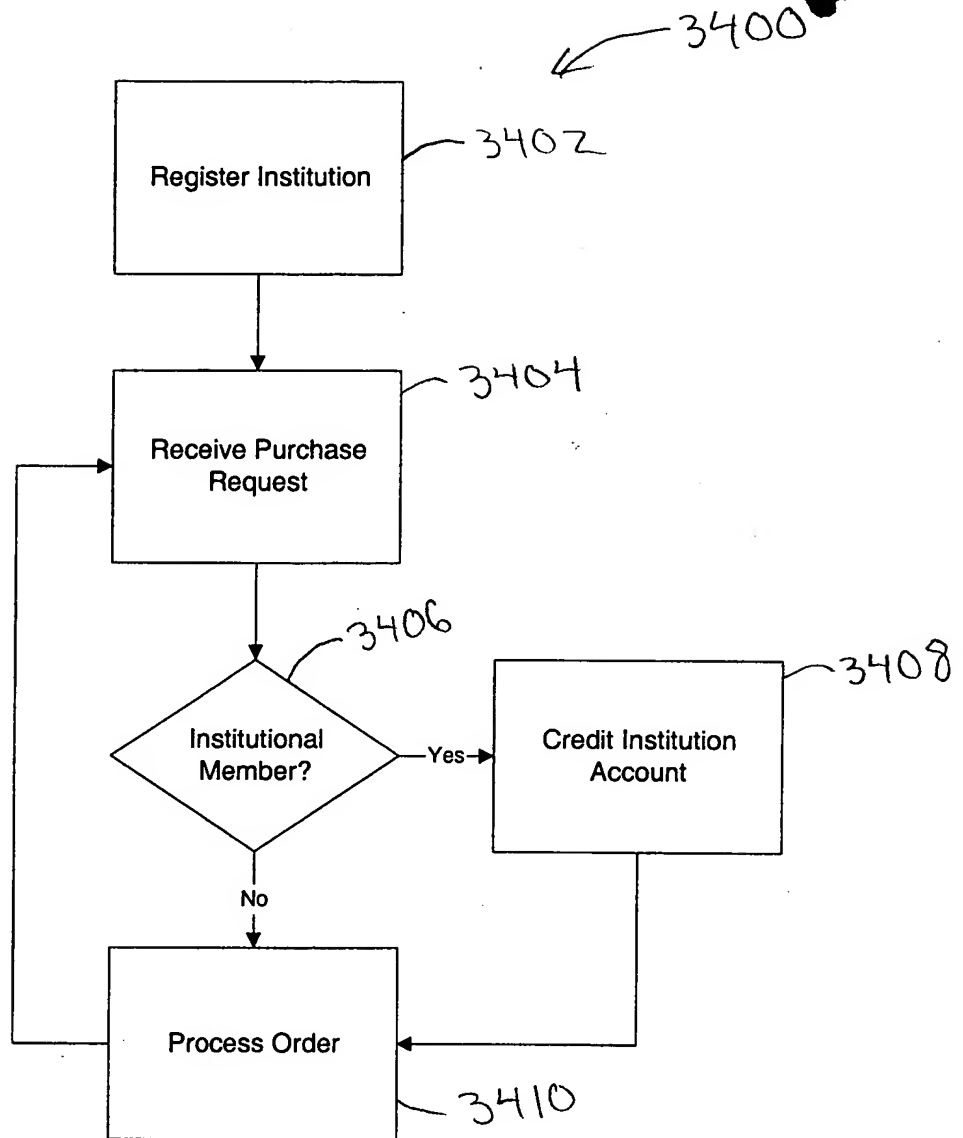 3400
Register Institution
3402
Receive Purchase
Request
3404
3406
Institutional
Member?
Yes
Credit Institution
Account
3408
No
Process Order
3410